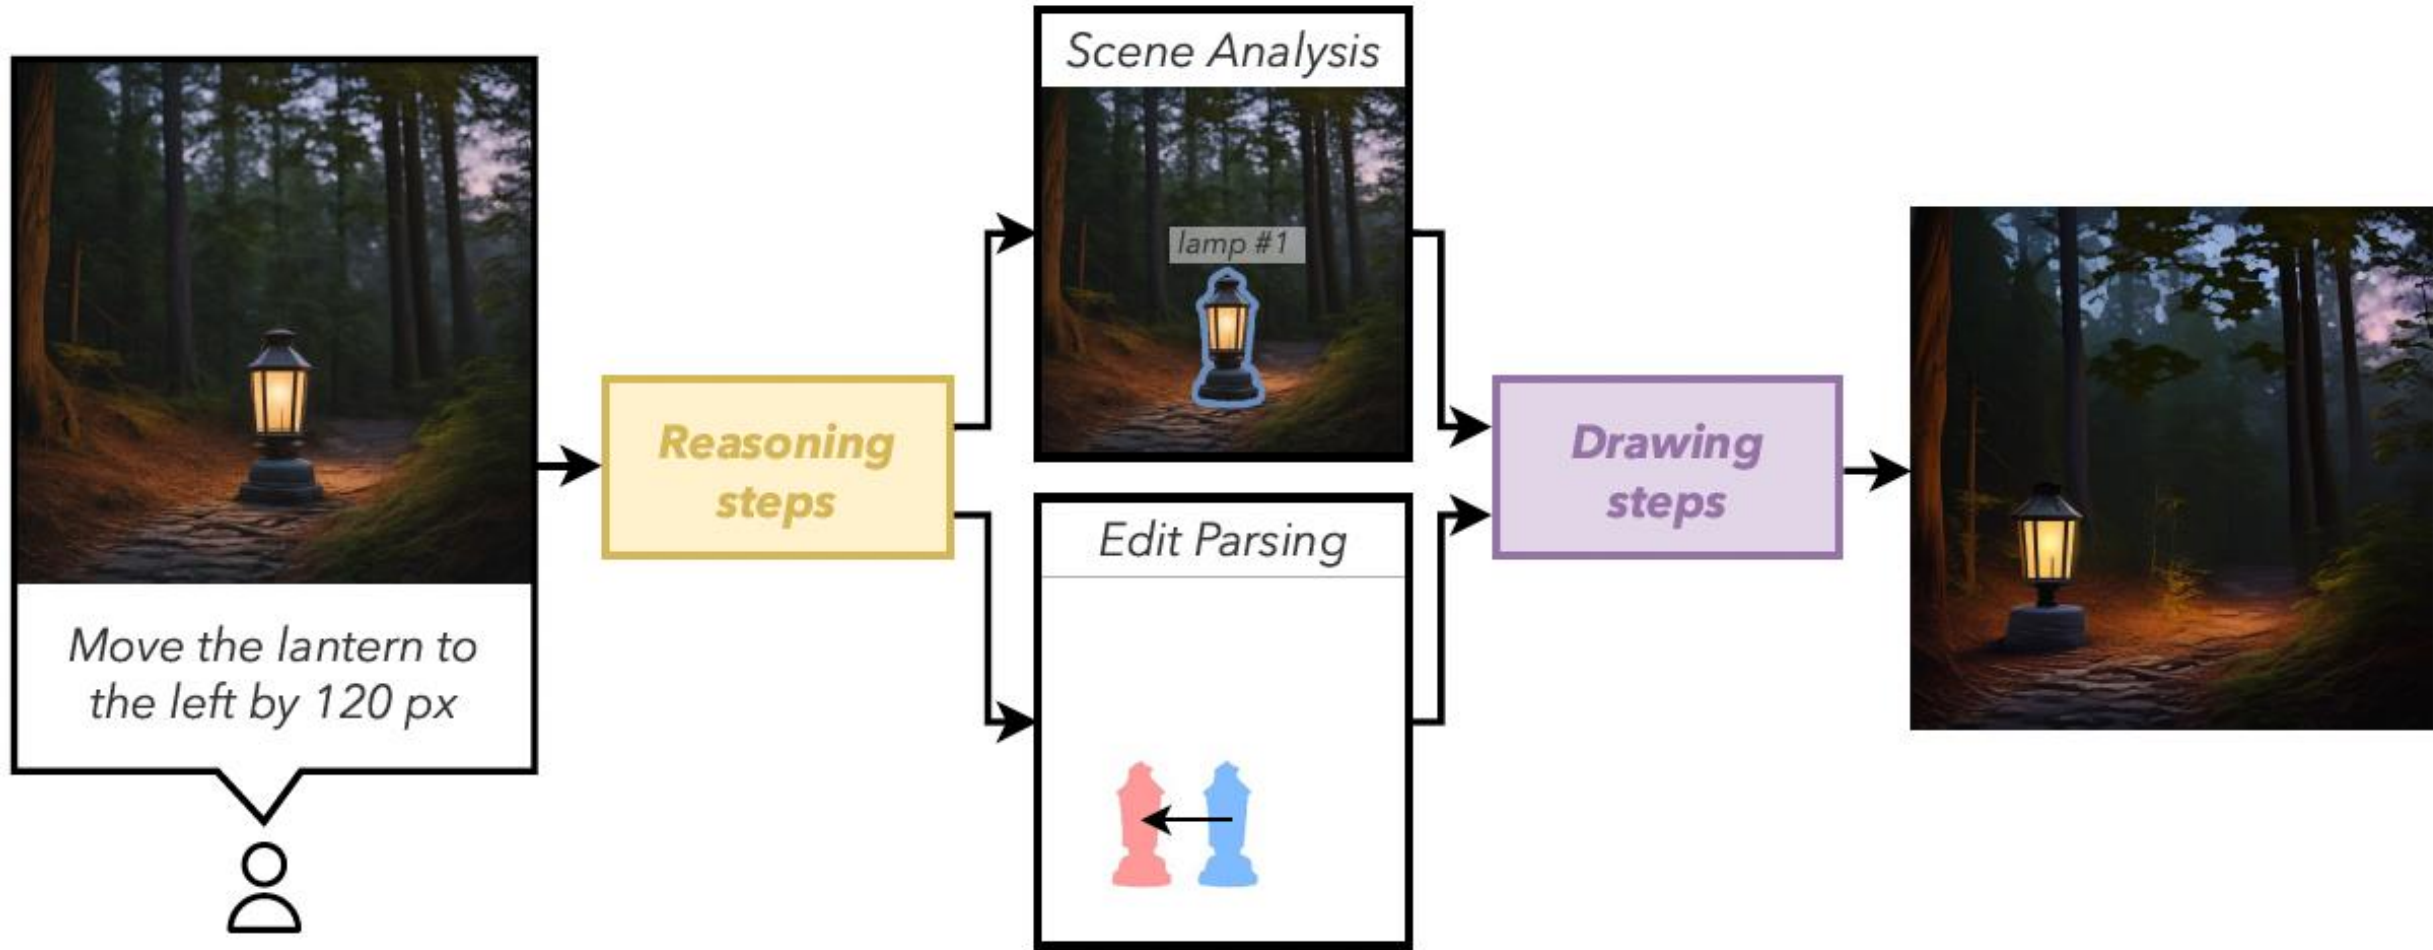 Move the lantern to
the left by 120 px
Reasoning
steps
Scene Analysis
lamp #1
Edit Parsing
Drawing
steps